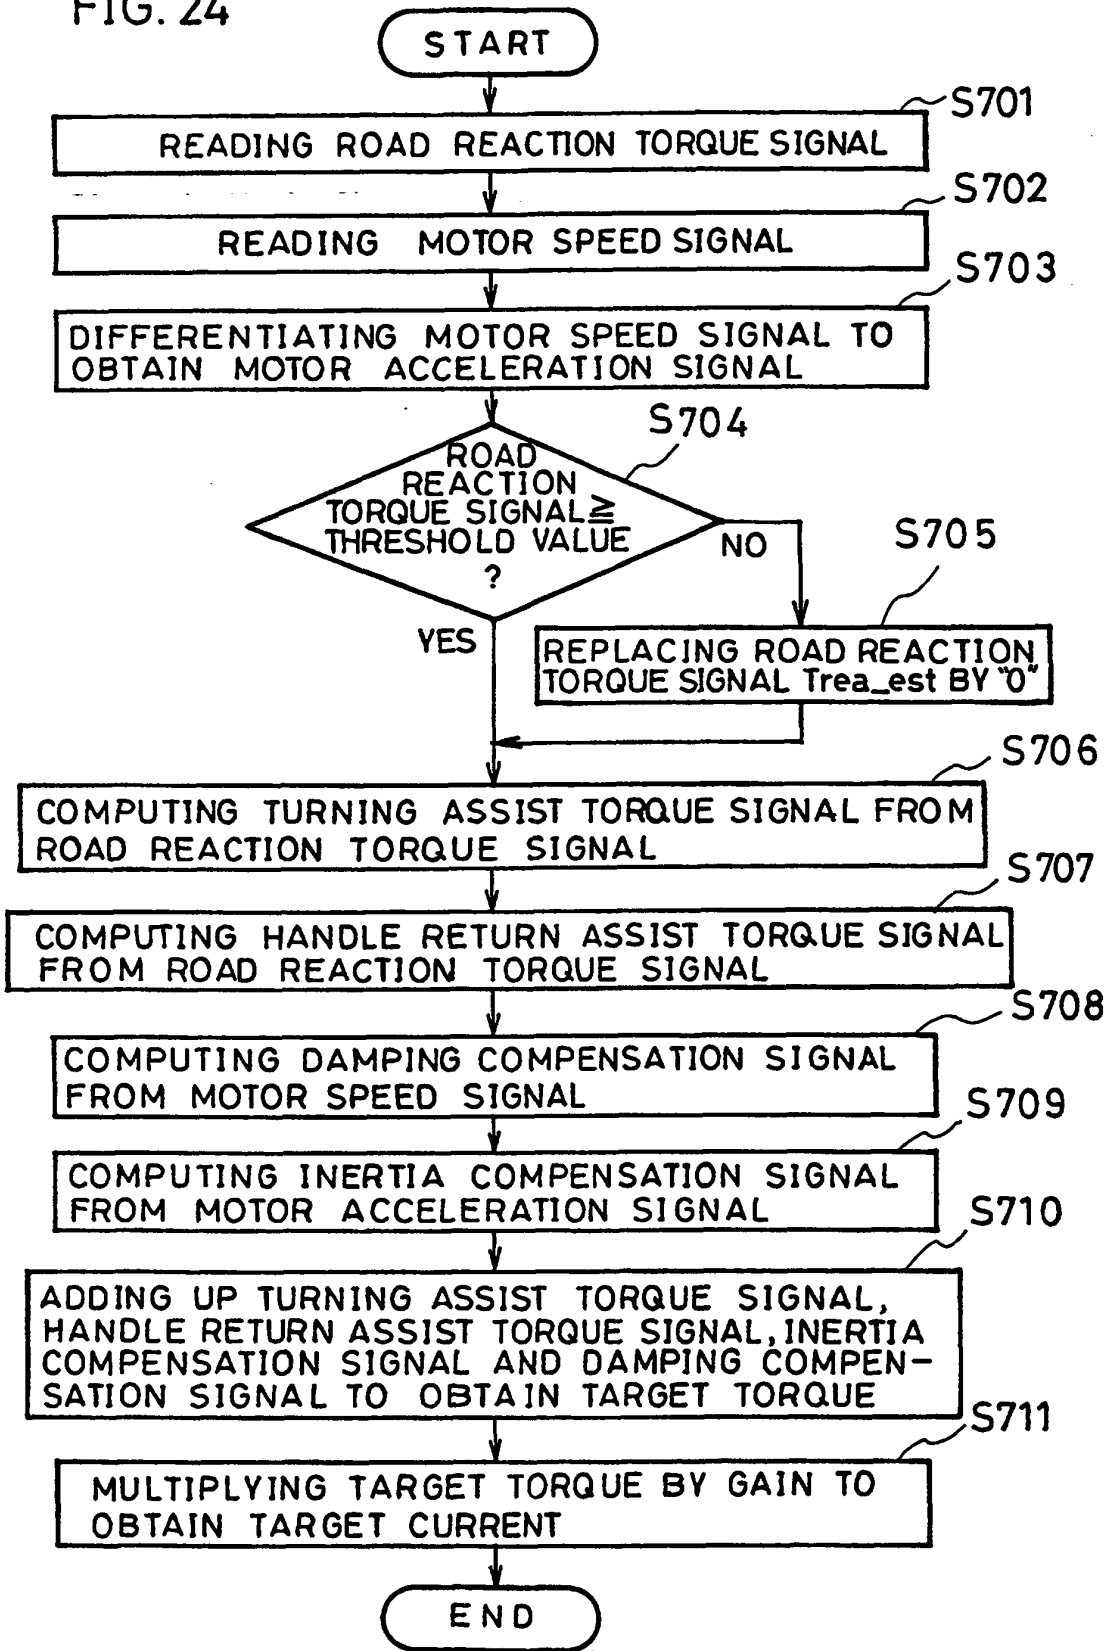 FIG. 24
START
S701
READING ROAD REACTION TORQUE SIGNAL
S702
READING MOTOR SPEED SIGNAL
S703
DIFFERENTIATING MOTOR SPEED SIGNAL TO
OBTAIN MOTOR ACCELERATION SIGNAL
S704
ROAD
REACTION
TORQUE SIGNAL≧
THRESHOLD VALUE
?
NO
YES
S705
REPLACING ROAD REACTION
TORQUE SIGNAL Trea_est BY "0"
S706
COMPUTING TURNING ASSIST TORQUE SIGNAL FROM
ROAD REACTION TORQUE SIGNAL
S707
COMPUTING HANDLE RETURN ASSIST TORQUE SIGNAL
FROM ROAD REACTION TORQUE SIGNAL
S708
COMPUTING DAMPING COMPENSATION SIGNAL
FROM MOTOR SPEED SIGNAL
S709
COMPUTING INERTIA COMPENSATION SIGNAL
FROM MOTOR ACCELERATION SIGNAL
S710
ADDING UP TURNING ASSIST TORQUE SIGNAL,
HANDLE RETURN ASSIST TORQUE SIGNAL, INERTIA
COMPENSATION SIGNAL AND DAMPING COMPEN-
SATION SIGNAL TO OBTAIN TARGET TORQUE
S711
MULTIPLYING TARGET TORQUE BY GAIN TO
OBTAIN TARGET CURRENT
END